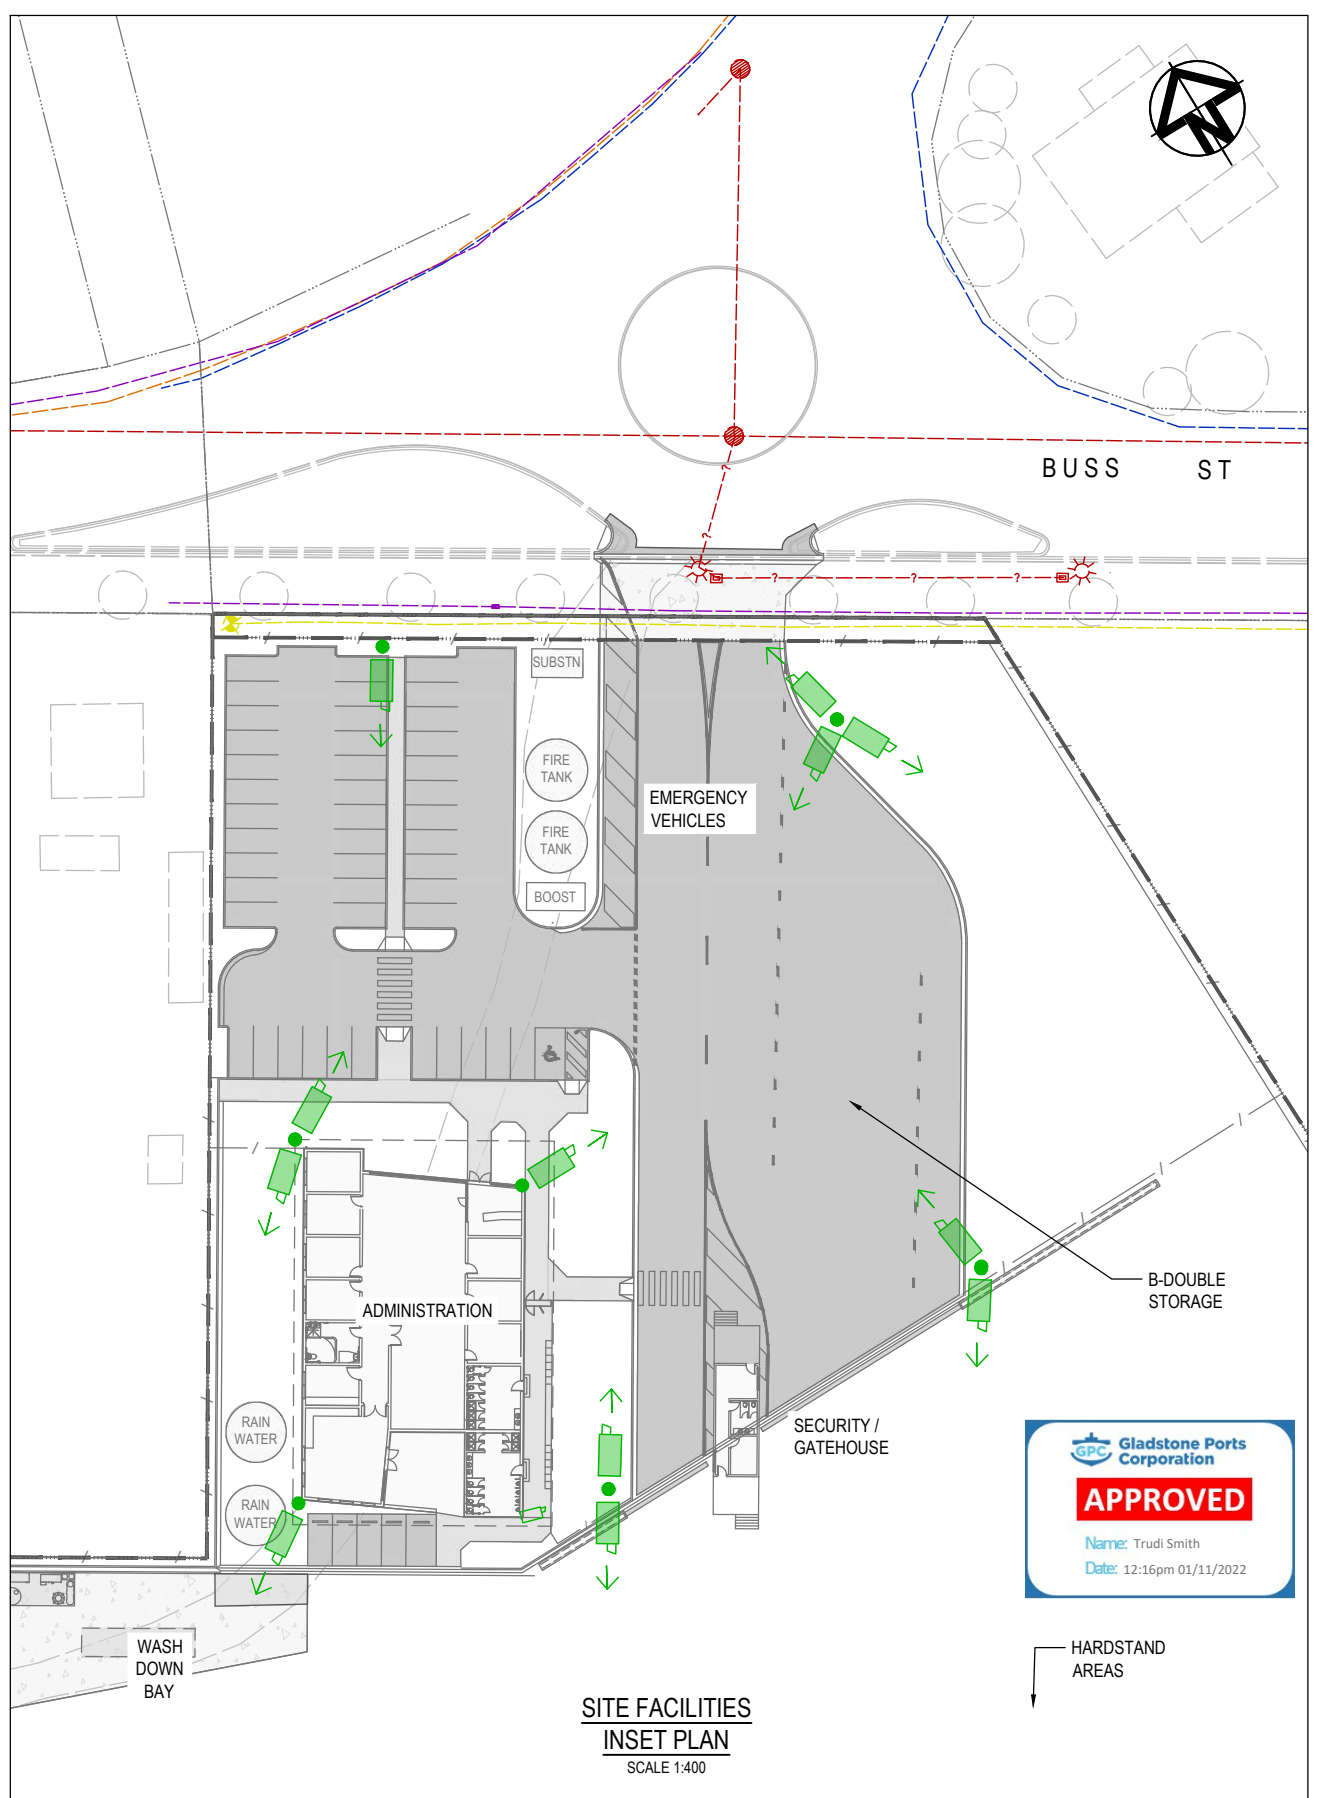 N
BUSS ST
?
?
?
?
?
SUBSTN
FIRE
TANK
FIRE
TANK
BOOST
EMERGENCY
VEHICLES
ADMINISTRATION
B-DOUBLE
STORAGE
SECURITY /
GATEHOUSE
RAIN
WATER
RAIN
WATER
GPC
Gladstone Ports
Corporation
APPROVED
Name: Trudi Smith
Date: 12:16pm 01/11/2022
WASH
DOWN
BAY
HARDSTAND
AREAS
SITE FACILITIES
INSET PLAN
SCALE 1:400